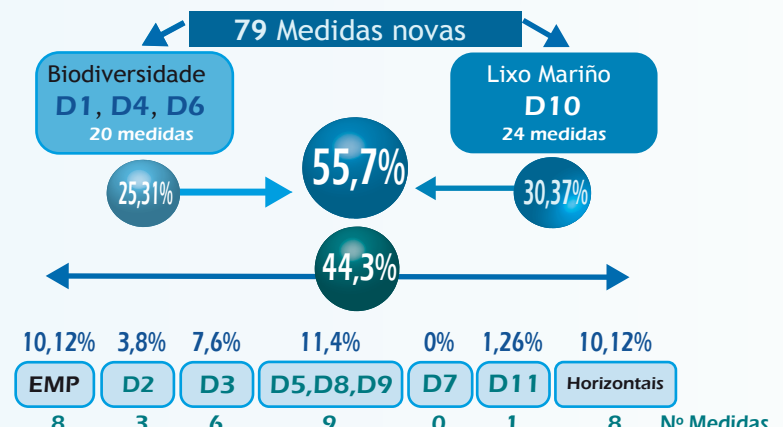 79 Medidas novas
Biodiversidade
D1, D4, D6
20 medidas
Lixo Mariño
D10
24 medidas
55,7%
25,31%
30,37%
44,3%
10,12% 3,8% 7,6% 11,4% 0% 1,26% 10,12%
EMP D2 D3 D5,D8,D9 D7 D11 Horizontais
8 3 6 9 0 1 8 Nº Medidas